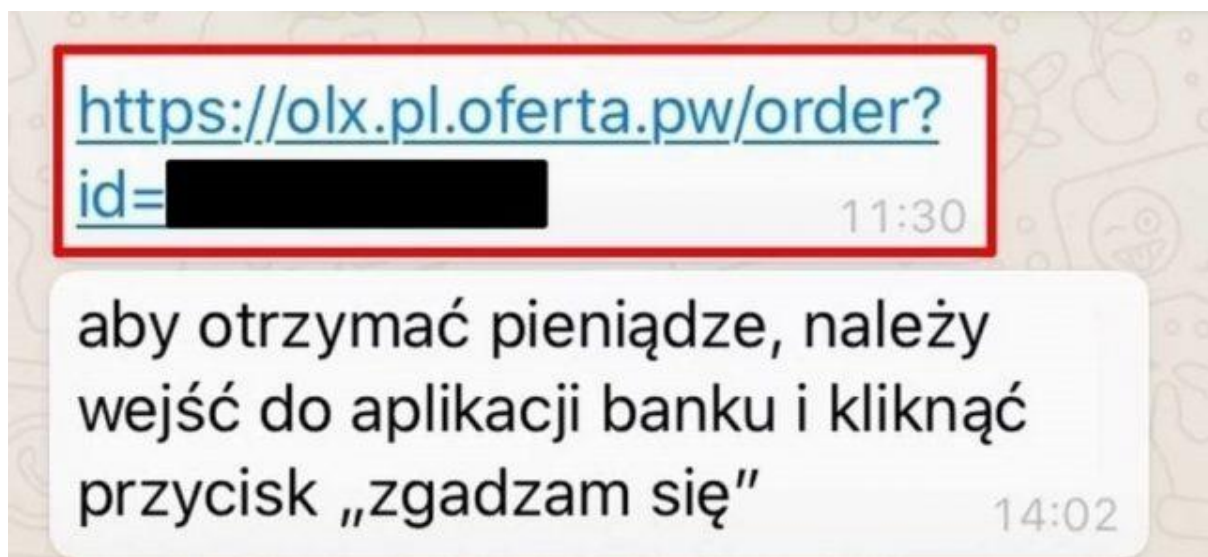 https://olx.pl.oferta.pw/order?
id=
11:30
aby otrzymać pieniądze, należy
wejść do aplikacji banku i kliknąć
przycisk „zgadzam się”
14:02